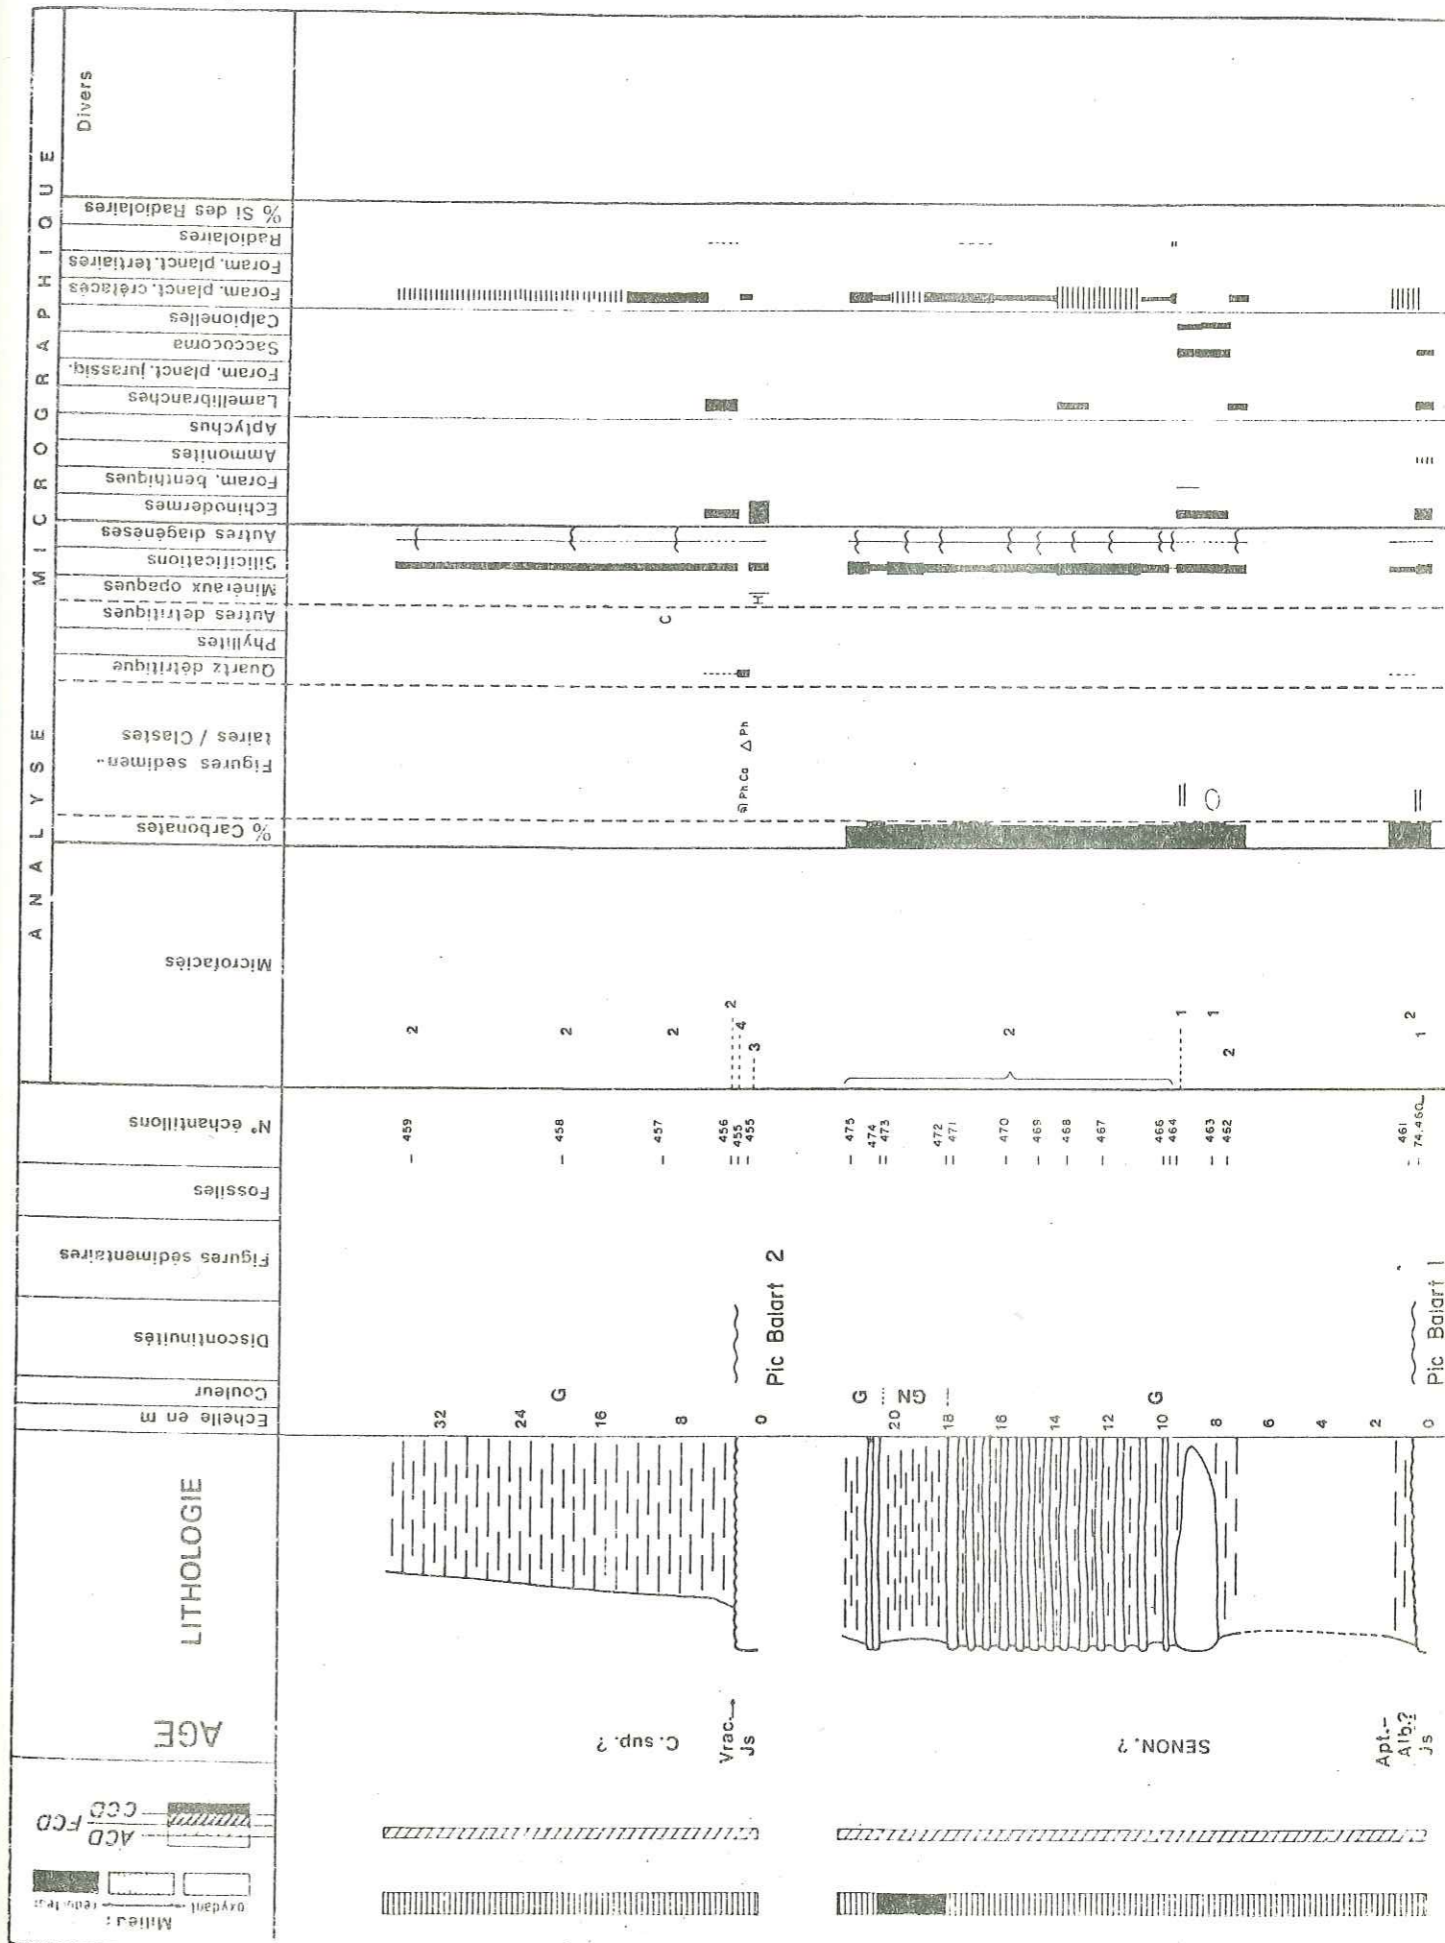 ANALYSE MICROGRAPHIQUE
Divers
% Si des Radiolaires
Radiolaires
Foram. planct. tertiaires
Foram. planct. crétacés
Calpionelles
Saccocoma
Foram. planct. jurassiq.
Lamellibranches
Aptychus
Ammonites
Foram. benthiques
Echinodermes
Autres diagénèses
Silicifications
Minéraux opaques
Autres détritiques
Phyllites
Quartz détritique
Figures sédimen-
taires / Clastes
% Carbonates
Microfaciès
N° échantillons
Fossiles
Figures sédimentaires
Discontinuités
Couleur
Echelle en m
LITHOLOGIE
AGE
ACD
FCD
CCD
Milieu:
oxydant
H
C
Ph Ca
Ph
2
2
2
2
4
3
459
458
457
456
455
455
G
32
24
16
8
0
Pic Balart 2
C. sup. ?
Vrac.
Js
2
1
1
2
2
1
475
474
473
472
471
470
469
468
467
466
464
463
462
461
74.460
G
GN
G
20
18
16
14
12
10
8
6
4
2
0
Pic Balart 1
SENON. ?
Apt.-
Alb.?
Js